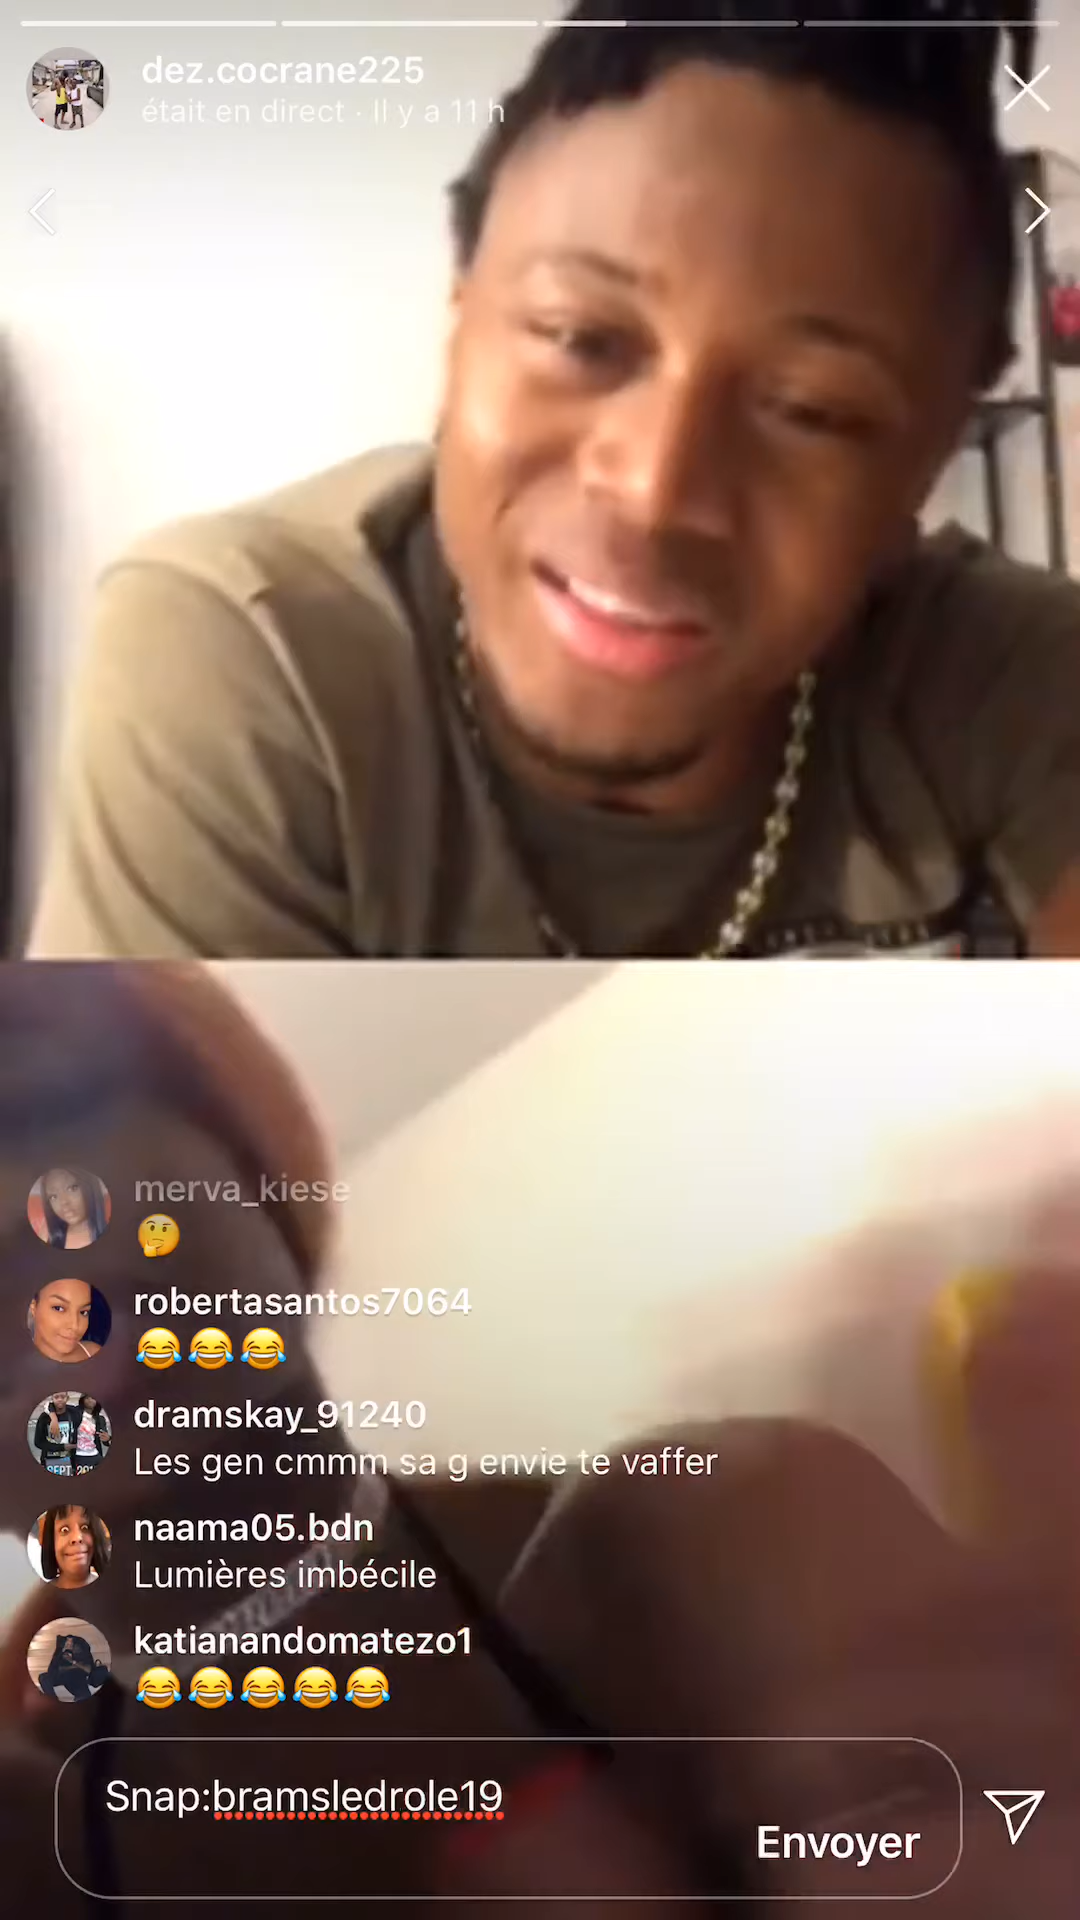 dez.cocrane225
était en direct · Il y a 11 h
merva_kiese
🤔
robertasantos7064
😂😂😂
dramskay_91240
Les gen cmmm sa g envie te vaffer
naama05.bdn
Lumières imbécile
katianandomatezo1
😂😂😂😂😂
Snap:bramsledrole19
Envoyer